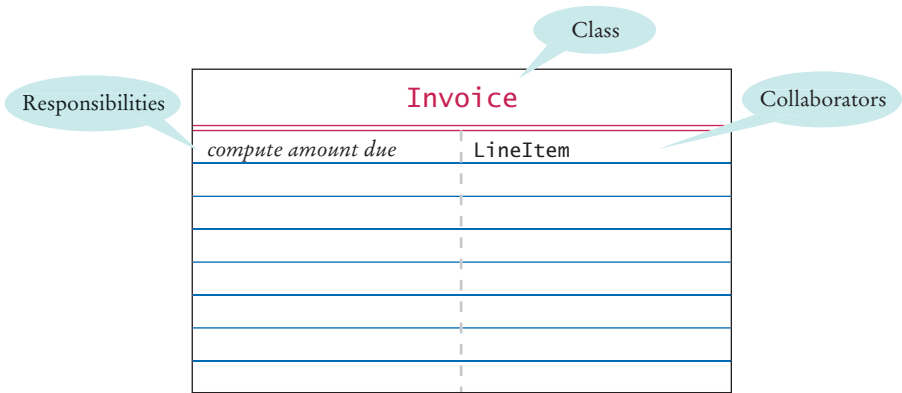 Class
Invoice
Responsibilities
Collaborators
compute amount due LineItem